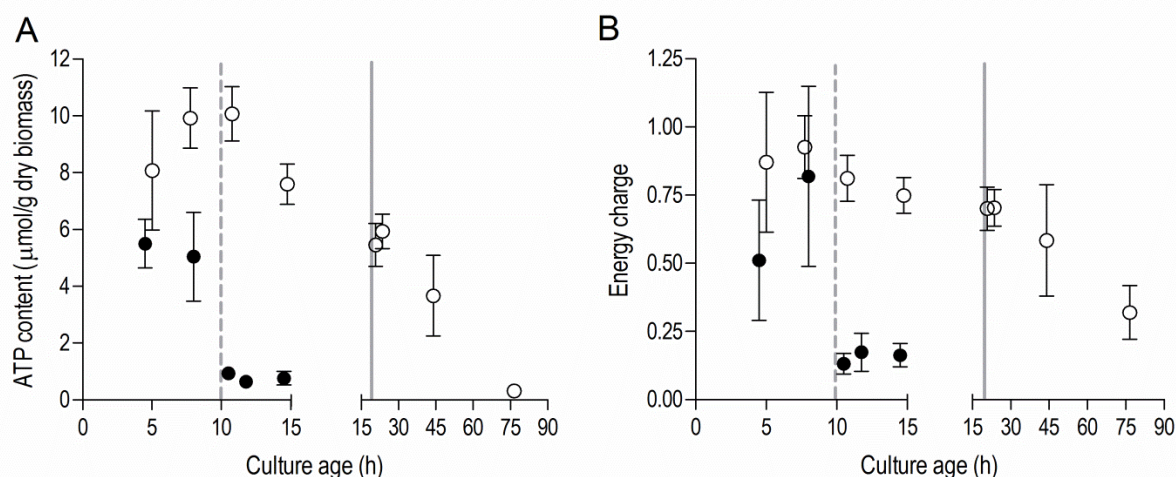 A
B
ATP content (μmol/g dry biomass)
12
10
8
6
4
2
0
0 5 10 15 15 30 45 60 75 90
Culture age (h)
Energy charge
1.25
1.00
0.75
0.50
0.25
0.00
0 5 10 15 15 30 45 60 75 90
Culture age (h)